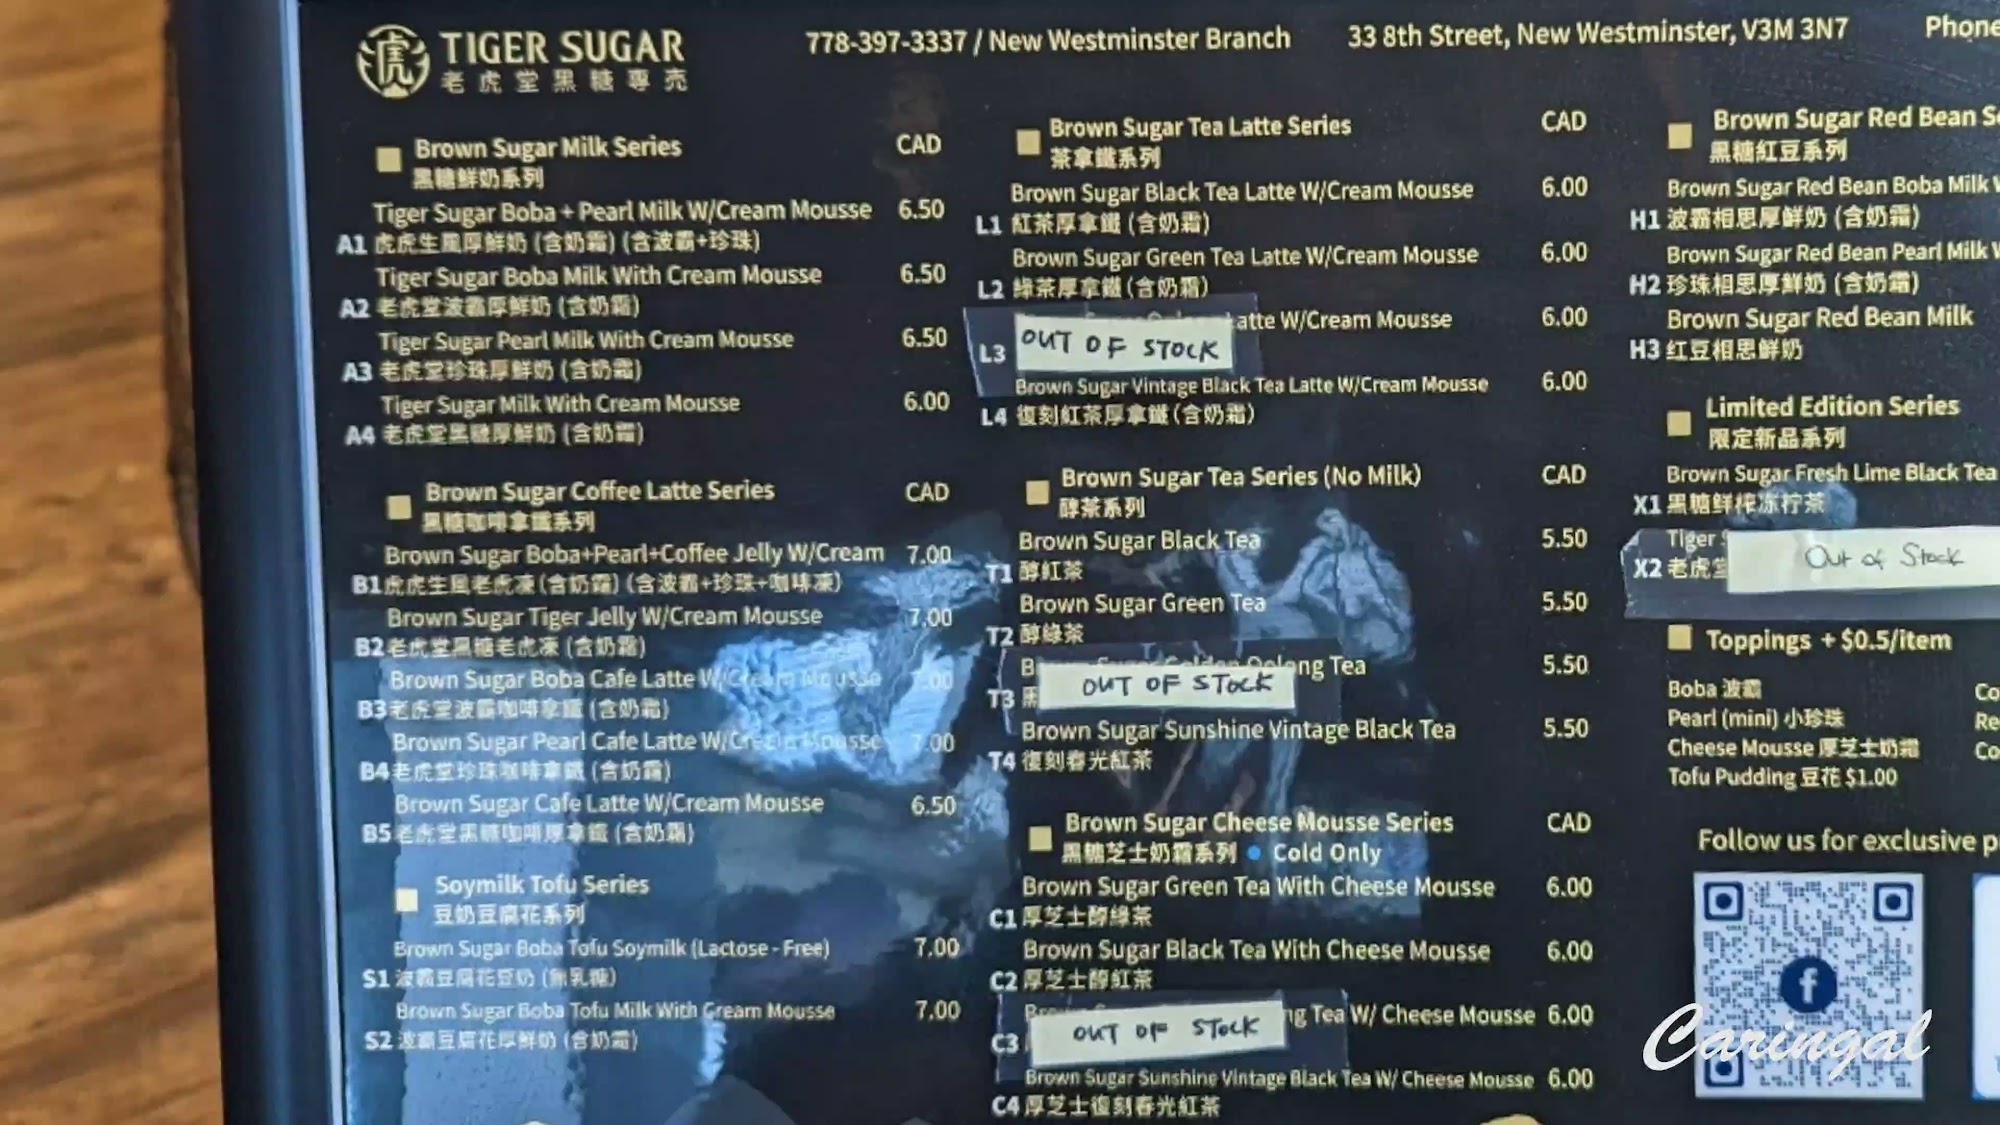 TIGER SUGAR
老虎堂黑糖專売
778-397-3337 / New Westminster Branch
33 8th Street, New Westminster, V3M 3N7
Phone
Brown Sugar Milk Series CAD
黑糖鮮奶系列
Tiger Sugar Boba + Pearl Milk W/Cream Mousse 6.50
A1 虎虎生風厚鮮奶 (含奶霜) (含波霸+珍珠)
Tiger Sugar Boba Milk With Cream Mousse 6.50
A2 老虎堂波霸厚鮮奶 (含奶霜)
Tiger Sugar Pearl Milk With Cream Mousse 6.50
A3 老虎堂珍珠厚鮮奶 (含奶霜)
Tiger Sugar Milk With Cream Mousse 6.00
A4 老虎堂黑糖厚鮮奶 (含奶霜)
Brown Sugar Coffee Latte Series CAD
黑糖咖啡拿鐵系列
Brown Sugar Boba+Pearl+Coffee Jelly W/Cream 7.00
B1 虎虎生風老虎凍 (含奶霜) (含波霸+珍珠+咖啡凍)
Brown Sugar Tiger Jelly W/Cream Mousse 7.00
B2 老虎堂黑糖老虎凍 (含奶霜)
Brown Sugar Boba Cafe Latte W/Cream Mousse 7.00
B3 老虎堂波霸咖啡拿鐵 (含奶霜)
Brown Sugar Pearl Cafe Latte W/Cream Mousse 7.00
B4 老虎堂珍珠咖啡拿鐵 (含奶霜)
Brown Sugar Cafe Latte W/Cream Mousse 6.50
B5 老虎堂黑糖咖啡厚拿鐵 (含奶霜)
Soymilk Tofu Series
豆奶豆腐花系列
Brown Sugar Boba Tofu Soymilk (Lactose - Free) 7.00
S1 波霸豆腐花豆奶 (無乳糖)
Brown Sugar Boba Tofu Milk With Cream Mousse 7.00
S2 波霸豆腐花厚鮮奶 (含奶霜)
Brown Sugar Tea Latte Series CAD
茶拿鐵系列
Brown Sugar Black Tea Latte W/Cream Mousse 6.00
L1 紅茶厚拿鐵 (含奶霜)
Brown Sugar Green Tea Latte W/Cream Mousse 6.00
L2 綠茶厚拿鐵 (含奶霜)
atte W/Cream Mousse 6.00
L3 OUT OF STOCK
Brown Sugar Vintage Black Tea Latte W/Cream Mousse 6.00
L4 復刻紅茶厚拿鐵 (含奶霜)
Brown Sugar Tea Series (No Milk) CAD
醇茶系列
Brown Sugar Black Tea 5.50
T1 醇紅茶
Brown Sugar Green Tea 5.50
T2 醇綠茶
Brown Sugar Golden Oolong Tea 5.50
T3 黑 OUT OF STOCK
Brown Sugar Sunshine Vintage Black Tea 5.50
T4 復刻春光紅茶
Brown Sugar Cheese Mousse Series CAD
黑糖芝士奶霜系列 Cold Only
Brown Sugar Green Tea With Cheese Mousse 6.00
C1 厚芝士醇綠茶
Brown Sugar Black Tea With Cheese Mousse 6.00
C2 厚芝士醇紅茶
ng Tea W/ Cheese Mousse 6.00
C3 OUT OF STOCK
Brown Sugar Sunshine Vintage Black Tea W/ Cheese Mousse 6.00
C4 厚芝士復刻春光紅茶
Brown Sugar Red Bean S
黑糖紅豆系列
Brown Sugar Red Bean Boba Milk
H1 波霸相思厚鮮奶 (含奶霜)
Brown Sugar Red Bean Pearl Milk
H2 珍珠相思厚鮮奶 (含奶霜)
Brown Sugar Red Bean Milk
H3 红豆相思鮮奶
Limited Edition Series
限定新品系列
Brown Sugar Fresh Lime Black Tea
X1 黑糖鲜榨冻柠茶
Tiger
X2 老虎堂 Out of Stock
Toppings + $0.5/item
Boba 波霸
Pearl (mini) 小珍珠
Cheese Mousse 厚芝士奶霜
Tofu Pudding 豆花 $1.00
Co
Re
Co
Follow us for exclusive p
Caringal